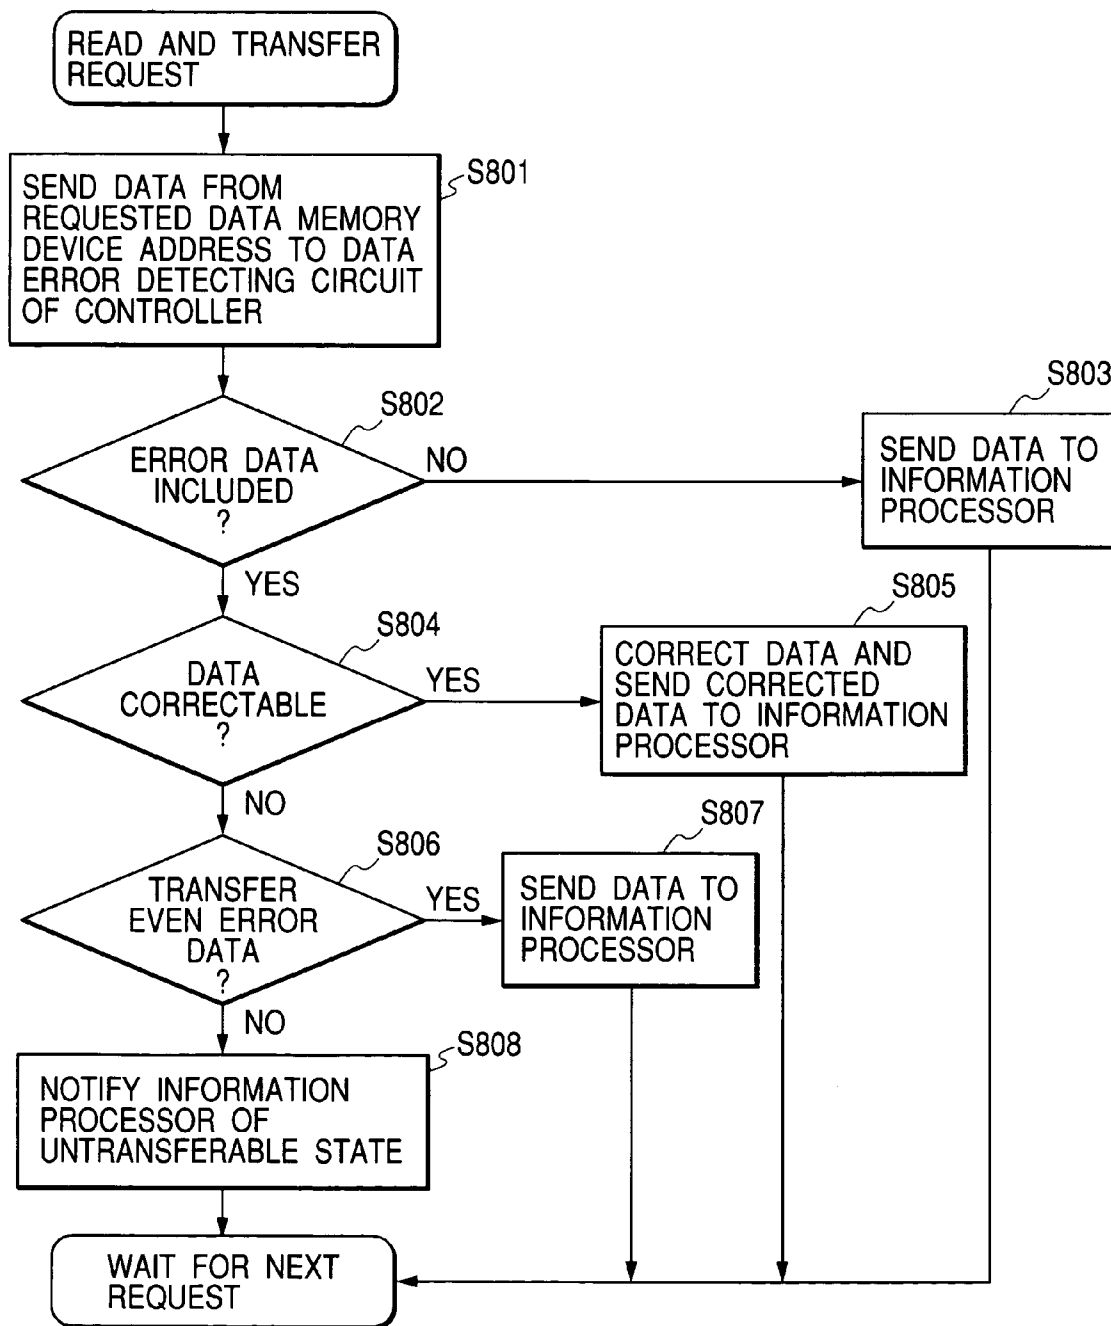 READ AND TRANSFER
REQUEST
S801
SEND DATA FROM
REQUESTED DATA MEMORY
DEVICE ADDRESS TO DATA
ERROR DETECTING CIRCUIT
OF CONTROLLER
S802
ERROR DATA
INCLUDED
?
NO
YES
S803
SEND DATA TO
INFORMATION
PROCESSOR
S804
DATA
CORRECTABLE
?
YES
NO
S805
CORRECT DATA AND
SEND CORRECTED
DATA TO INFORMATION
PROCESSOR
S806
TRANSFER
EVEN ERROR
DATA
?
YES
NO
S807
SEND DATA TO
INFORMATION
PROCESSOR
S808
NOTIFY INFORMATION
PROCESSOR OF
UNTRANSFERABLE STATE
WAIT FOR NEXT
REQUEST